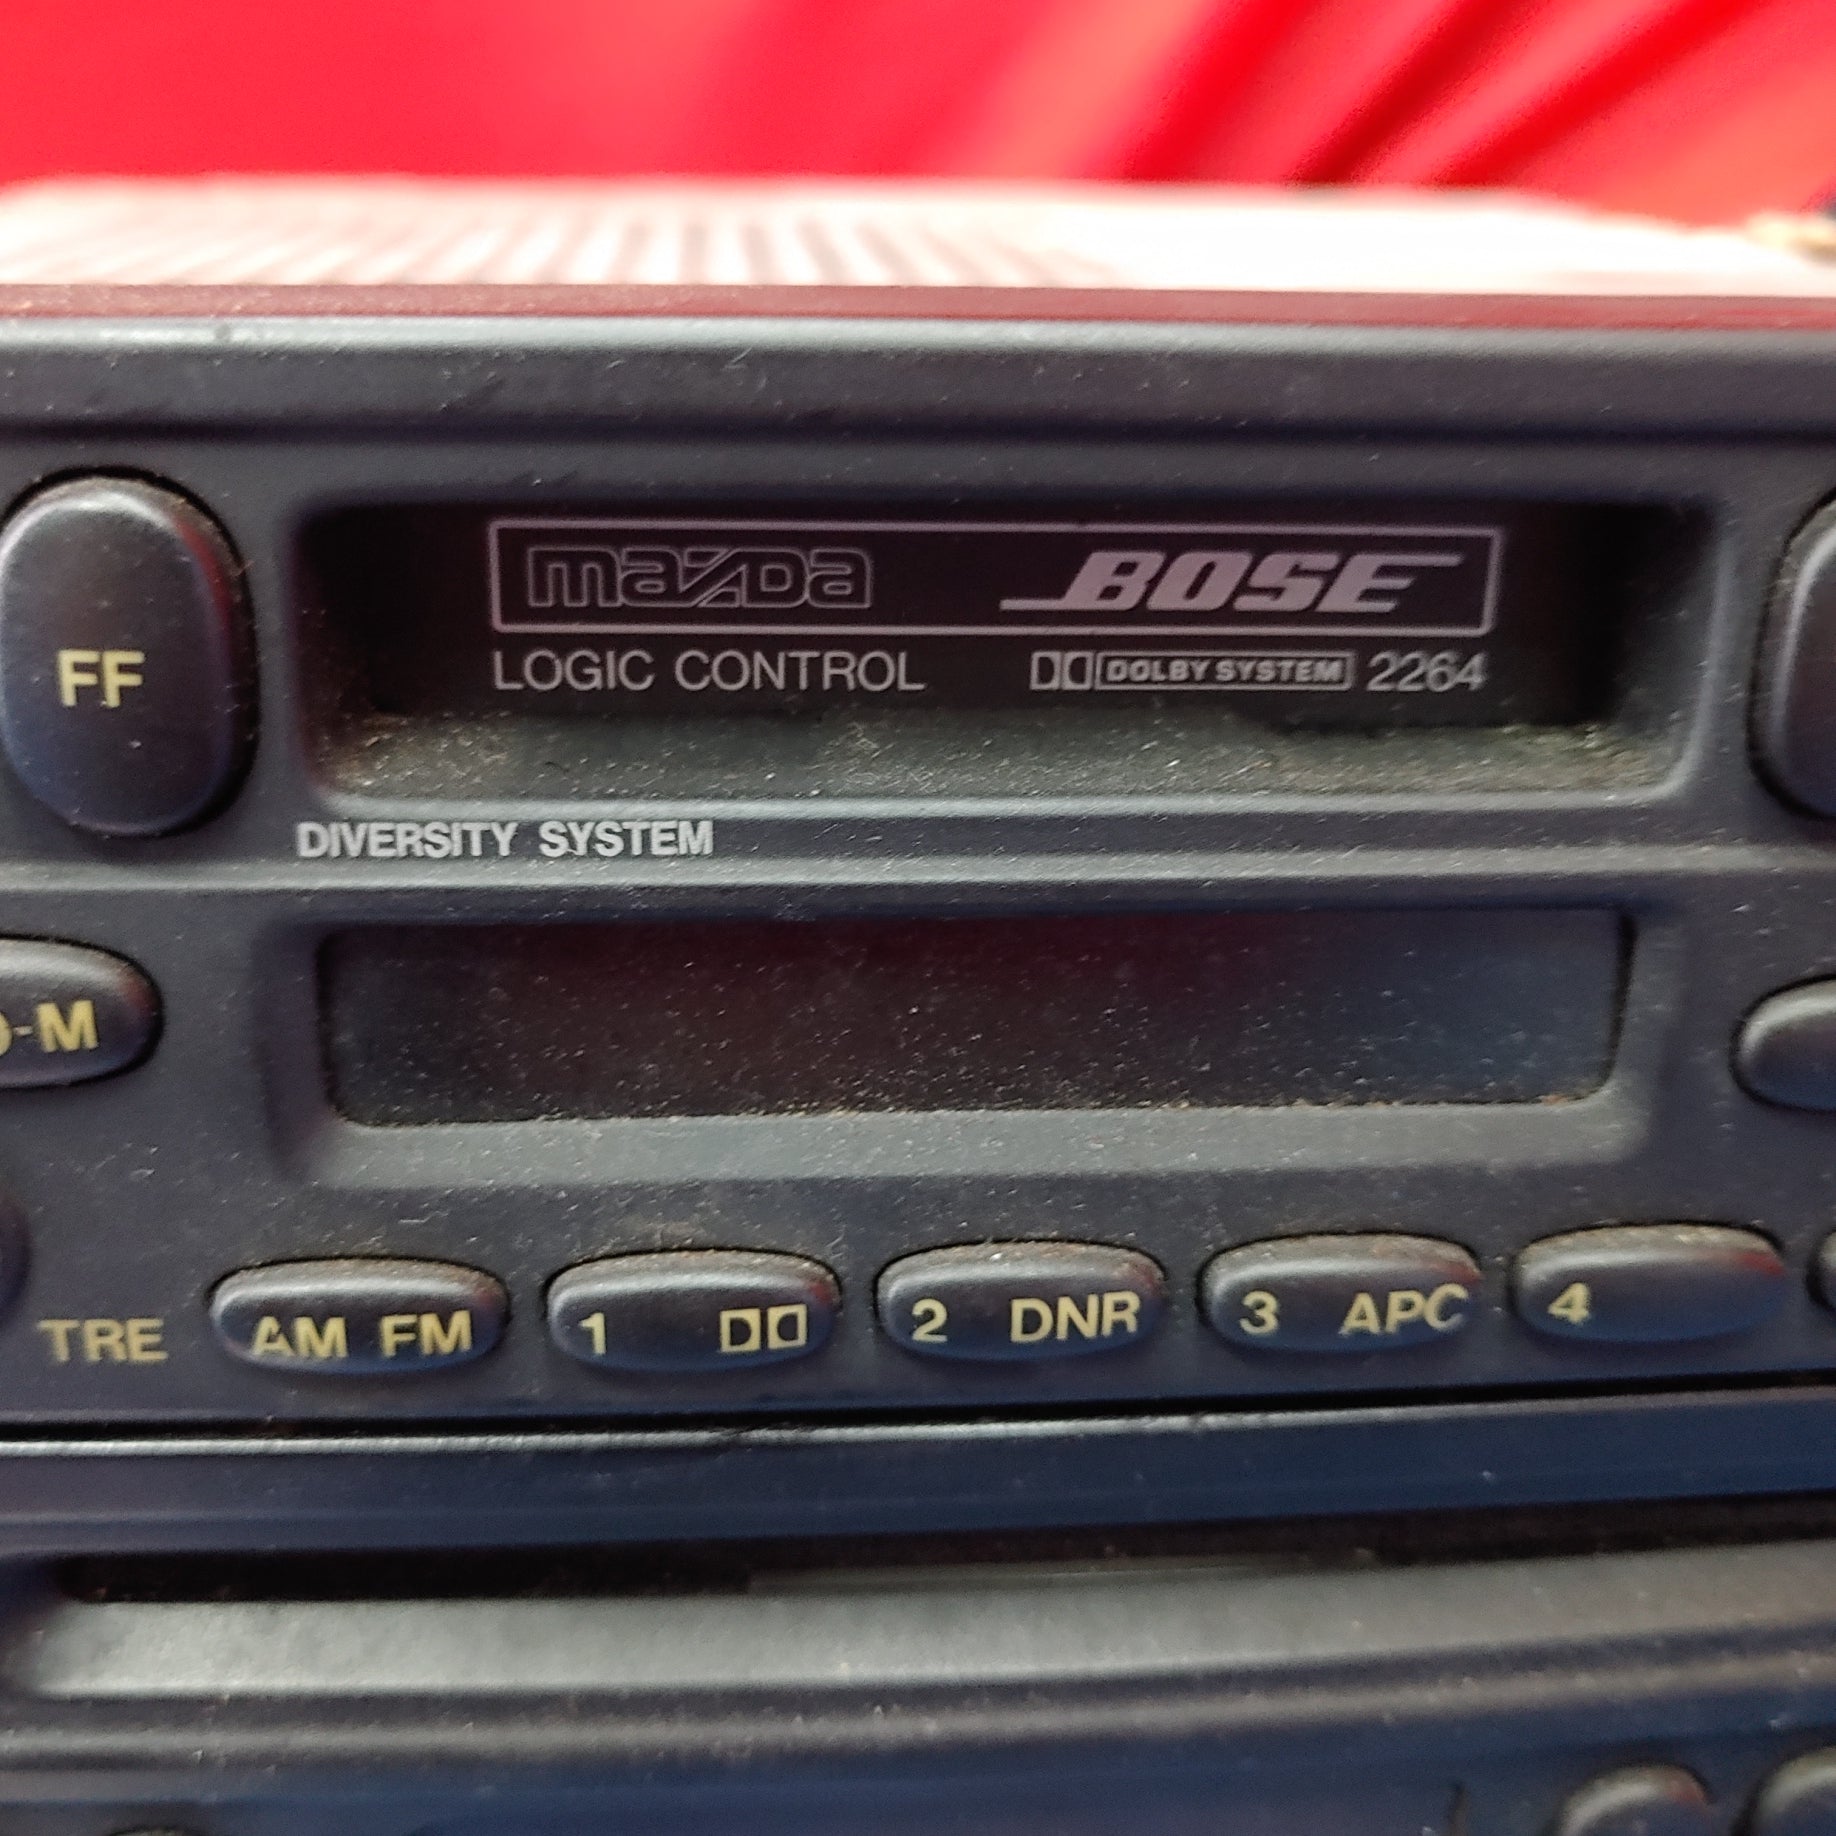 mazda BOSE
FF
LOGIC CONTROL DOLBY SYSTEM 2264
DIVERSITY SYSTEM
-M
TRE AM FM 1 2 DNR 3 APC 4